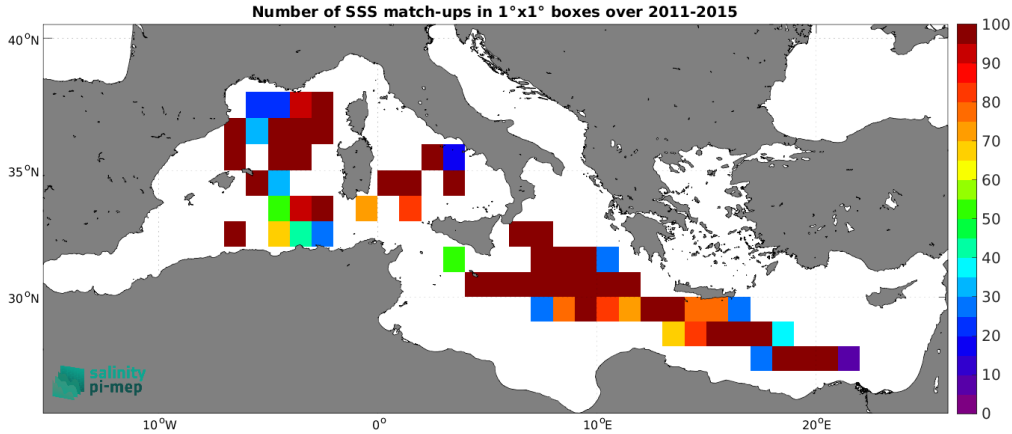 Number of SSS match-ups in 1°x1° boxes over 2011-2015
40°N
35°N
30°N
10°W
0°
10°E
20°E
100
90
80
70
60
50
40
30
20
10
0
salinity
pi-mep